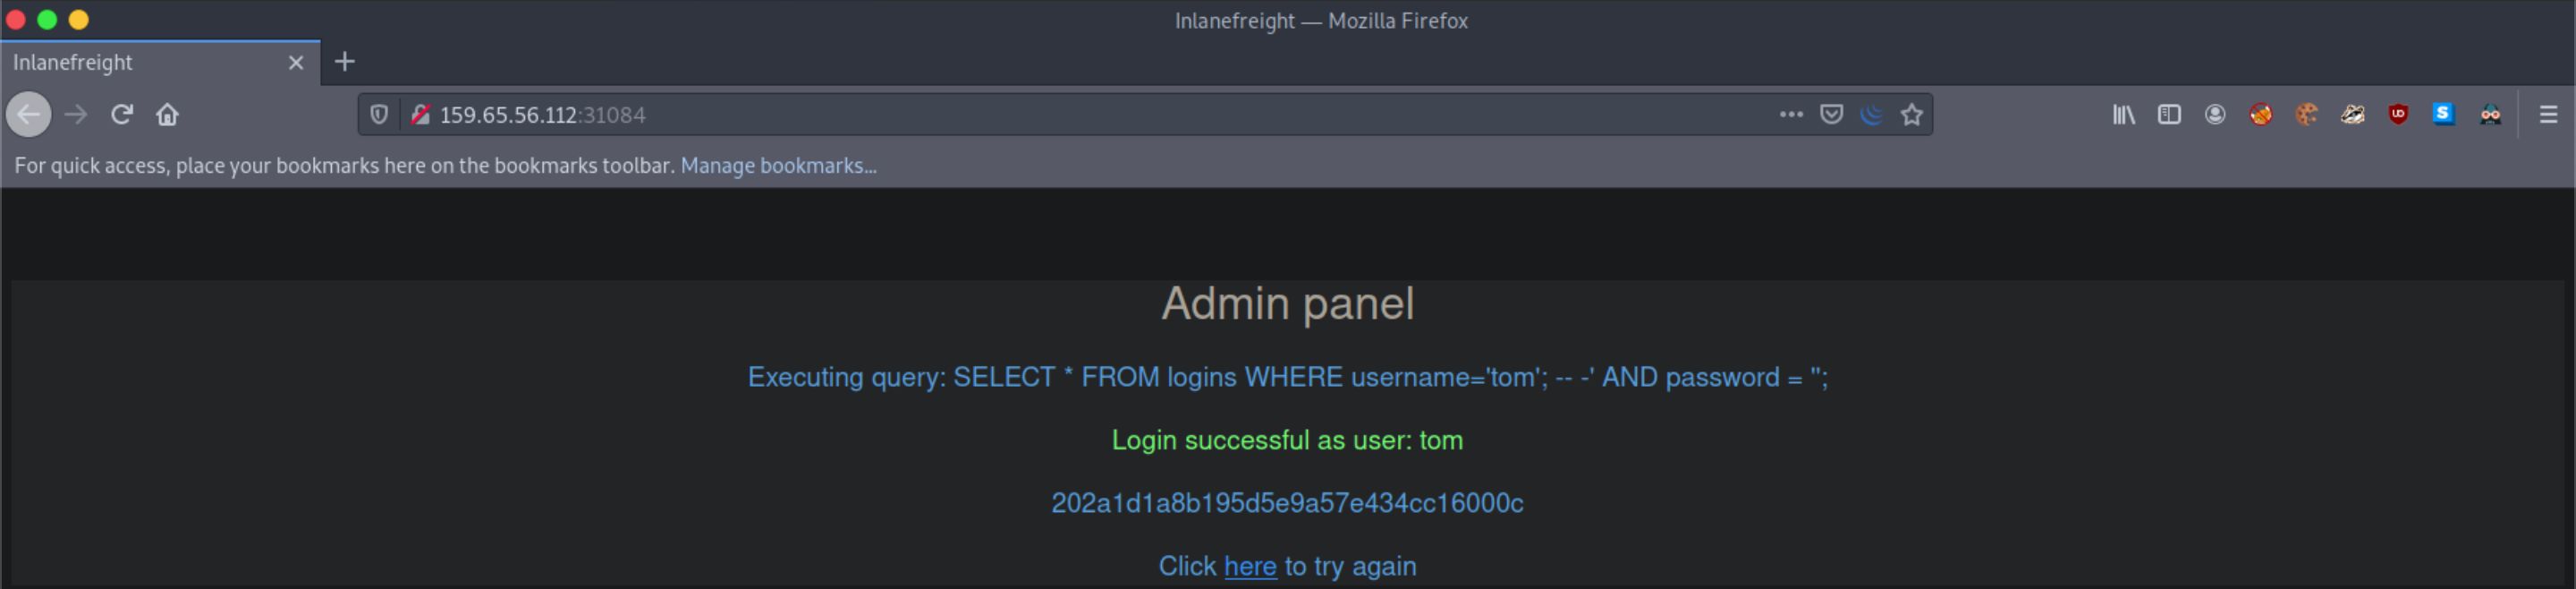 Inlanefreight — Mozilla Firefox
Inlanefreight
159.65.56.112:31084
For quick access, place your bookmarks here on the bookmarks toolbar. Manage bookmarks...
Admin panel
Executing query: SELECT * FROM logins WHERE username='tom'; -- -' AND password = '';
Login successful as user: tom
202a1d1a8b195d5e9a57e434cc16000c
Click here to try again